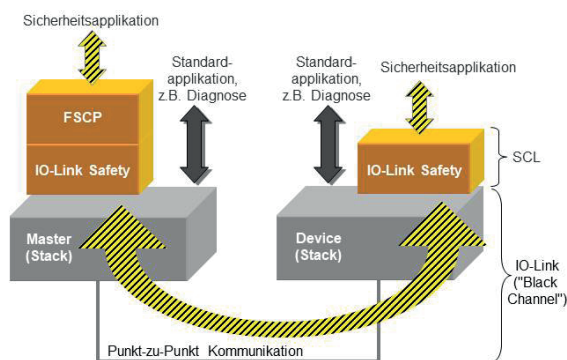 Sicherheitsapplikation
Standard-
applikation,
z.B. Diagnose
Standard-
applikation,
z.B. Diagnose
Sicherheitsapplikation
FSCP
IO-Link Safety
IO-Link Safety
SCL
Master
(Stack)
Device
(Stack)
IO-Link
("Black
Channel")
Punkt-zu-Punkt Kommunikation